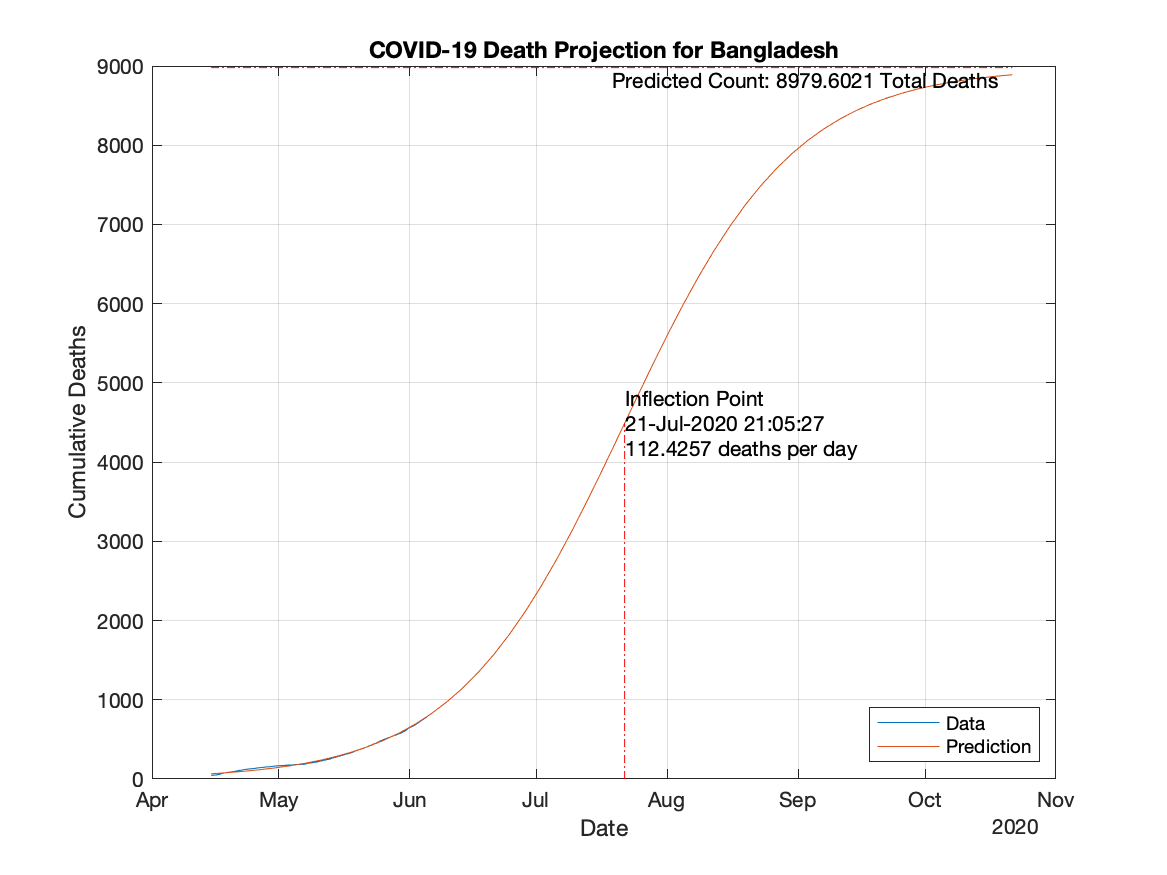 COVID-19 Death Projection for Bangladesh
9000
Predicted Count: 8979.6021 Total Deaths
8000
7000
6000
5000
Inflection Point
21-Jul-2020 21:05:27
112.4257 deaths per day
4000
3000
2000
1000
0
Cumulative Deaths
Data
Prediction
Apr May Jun Jul Aug Sep Oct Nov
Date
2020